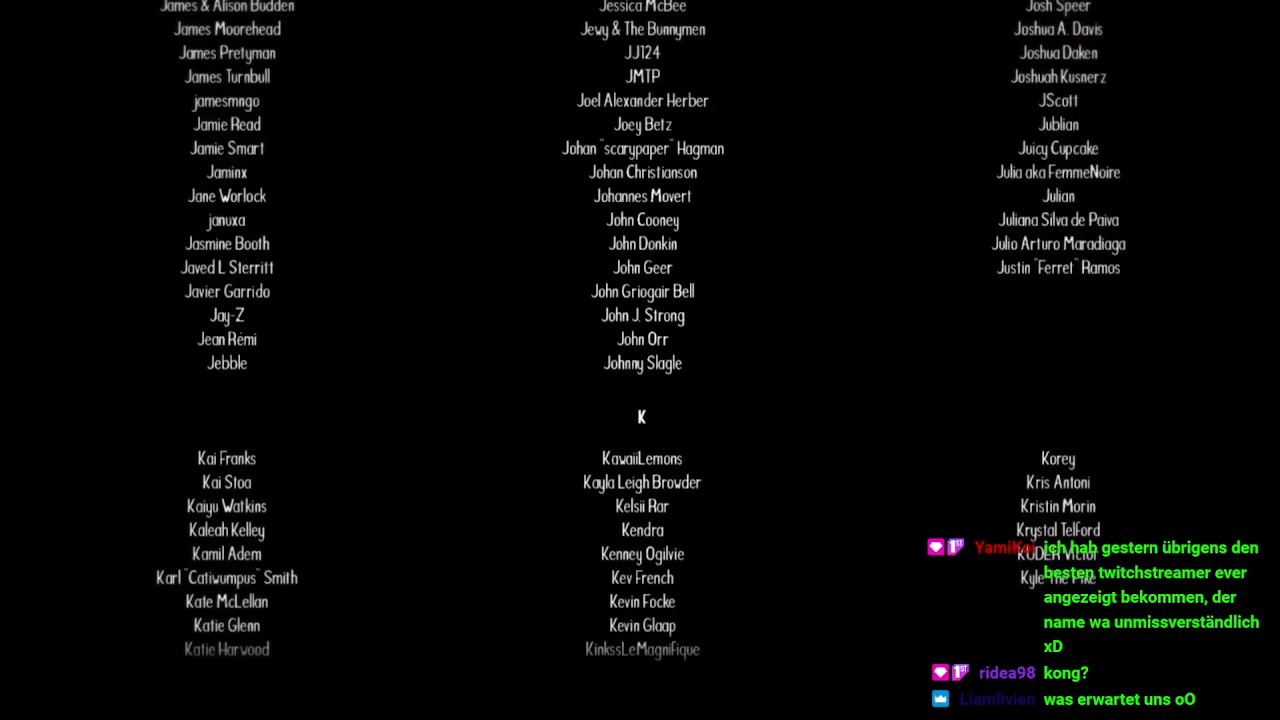 James & Alison Budden
James Moorehead
James Pretyman
James Turnbull
jamesmngo
Jamie Read
Jamie Smart
Jaminx
Jane Worlock
januxa
Jasmine Booth
Javed L Sterritt
Javier Garrido
Jay-Z
Jean Rémi
Jebble
Jessica McBee
Jewy & The Bunnymen
JJ124
JMTP
Joel Alexander Herber
Joey Betz
Johan "scarypaper" Hagman
Johan Christianson
Johannes Movert
John Cooney
John Donkin
John Geer
John Griogair Bell
John J. Strong
John Orr
Johnny Slagle
Josh Speer
Joshua A. Davis
Joshua Daken
Joshuah Kusnerz
JScott
Jublian
Juicy Cupcake
Julia aka FemmeNoire
Julian
Juliana Silva de Paiva
Julio Arturo Maradiaga
Justin "Ferret" Ramos
K
Kai Franks
Kai Stoa
Kaiyu Watkins
Kaleah Kelley
Kamil Adem
Karl "Catiwumpus" Smith
Kate McLellan
Katie Glenn
Katie Harwood
KawaiiLemons
Kayla Leigh Browder
Kelsii Rar
Kendra
Kenney Ogilvie
Kev French
Kevin Focke
Kevin Glaap
KinkssLeMagnifique
Korey
Kris Antoni
Kristin Morin
Krystal Telford
KODER Victor
Kyle The Pike
YamiKoi ich hab gestern übrigens den
besten twitchstreamer ever
angezeigt bekommen, der
name wa unmissverständlich
xD
ridea98 kong?
Liamlivien was erwartet uns oO